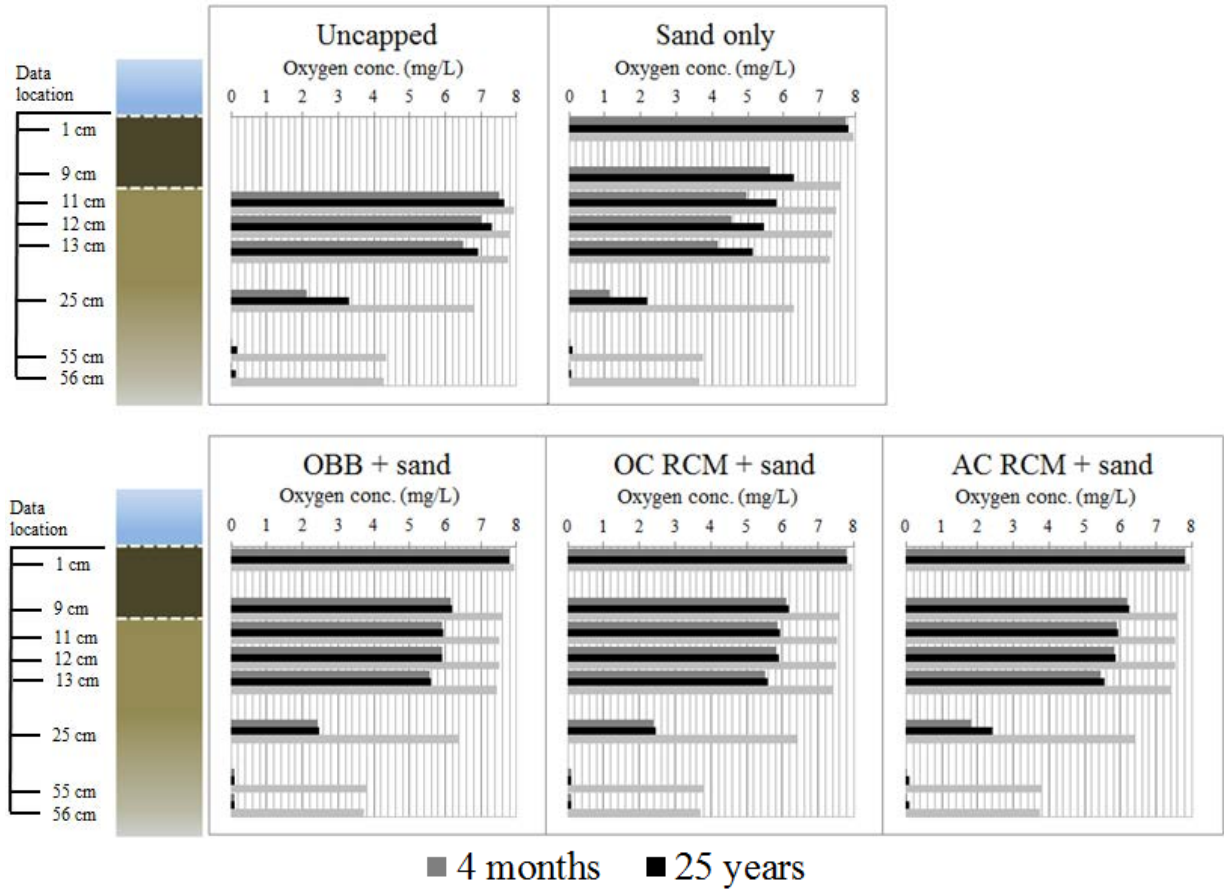 Uncapped
Oxygen conc. (mg/L)
0 1 2 3 4 5 6 7 8
Sand only
Oxygen conc. (mg/L)
0 1 2 3 4 5 6 7 8
Data
location
1 cm
9 cm
11 cm
12 cm
13 cm
25 cm
55 cm
56 cm
OBB + sand
Oxygen conc. (mg/L)
0 1 2 3 4 5 6 7 8
OC RCM + sand
Oxygen conc. (mg/L)
0 1 2 3 4 5 6 7 8
AC RCM + sand
Oxygen conc. (mg/L)
0 1 2 3 4 5 6 7 8
Data
location
1 cm
9 cm
11 cm
12 cm
13 cm
25 cm
55 cm
56 cm
4 months 25 years